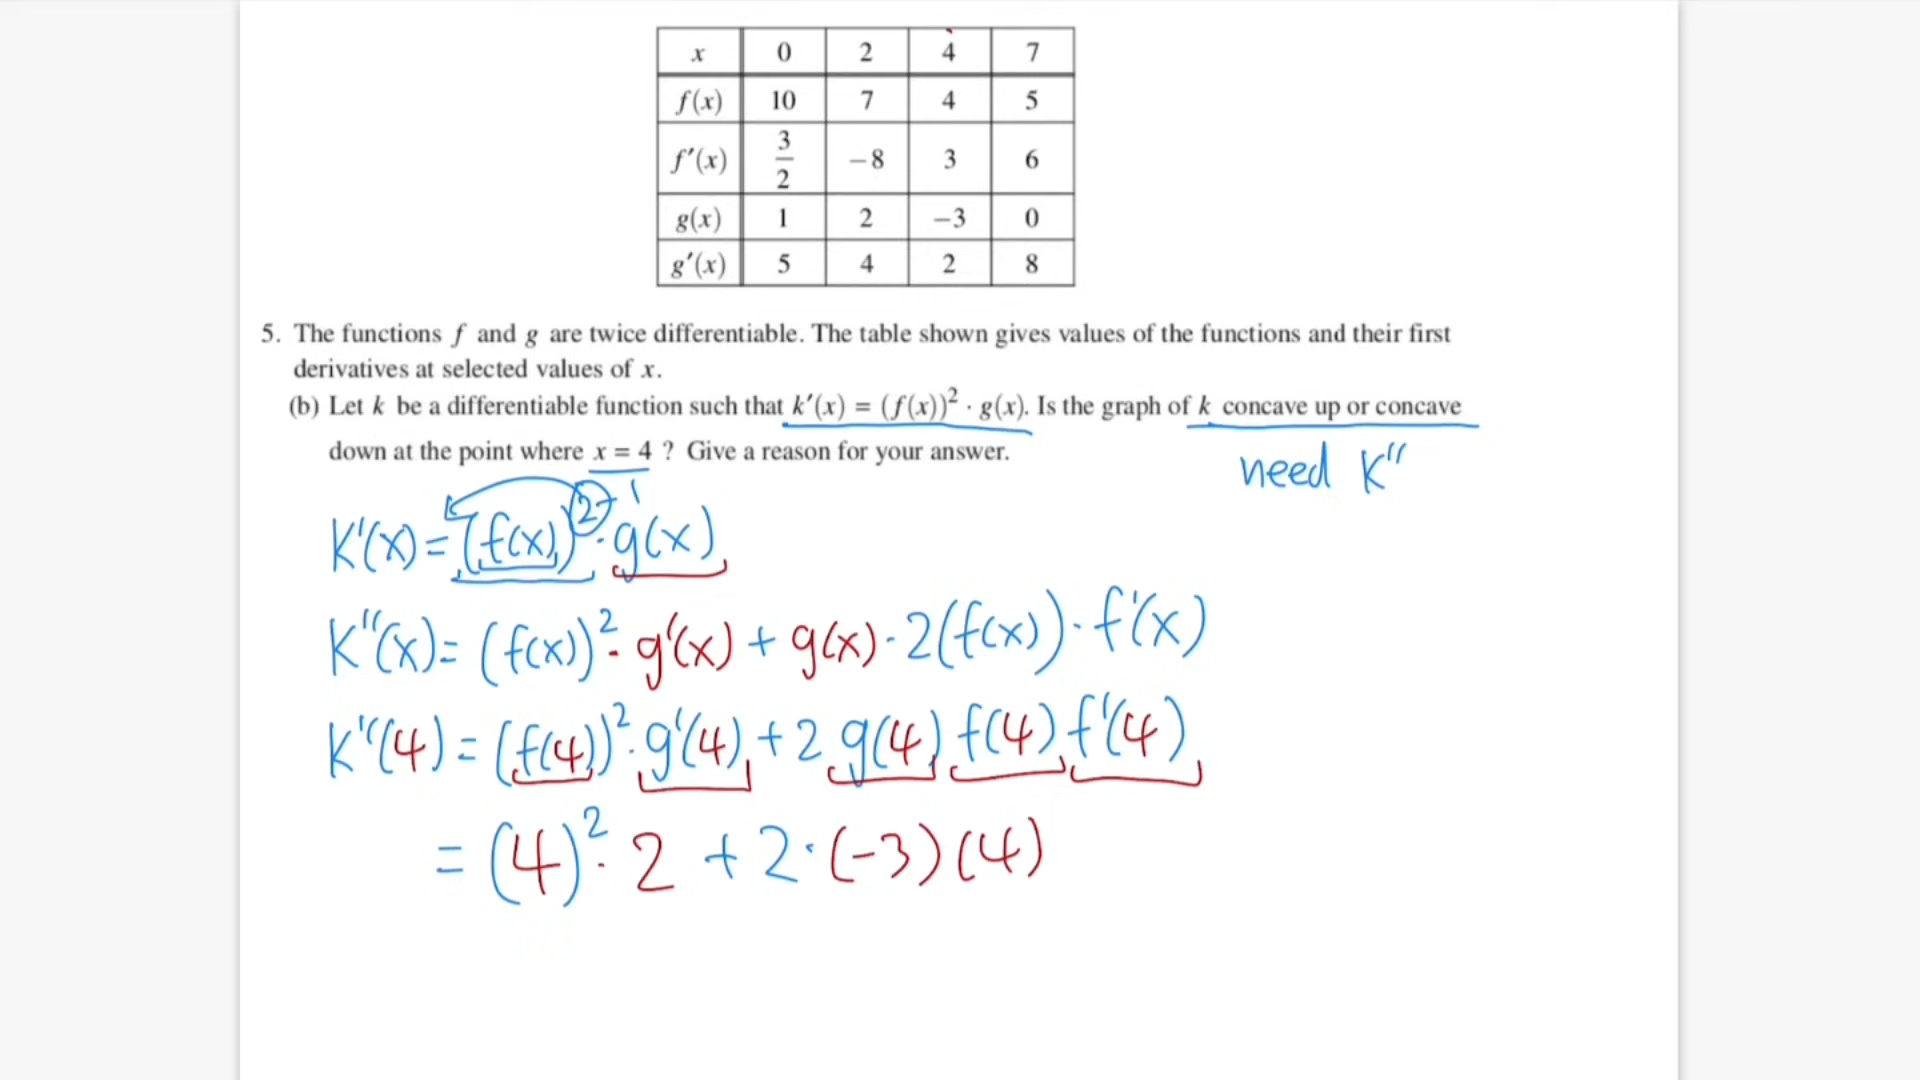 x 0 2 4 7
f(x) 10 7 4 5
f′(x) 3/2 −8 3 6
g(x) 1 2 −3 0
g′(x) 5 4 2 8
5. The functions f and g are twice differentiable. The table shown gives values of the functions and their first
derivatives at selected values of x.
(b) Let k be a differentiable function such that k′(x) = (f(x))² · g(x). Is the graph of k concave up or concave
down at the point where x = 4 ? Give a reason for your answer.
need K″
K′(x) = (f(x))² · g(x)
2-1
K″(x) = (f(x))² · g′(x) + g(x) · 2(f(x)) · f′(x)
K″(4) = (f(4))² · g′(4) + 2 g(4) f(4) f′(4)
= (4)² · 2 + 2 · (-3)(4)